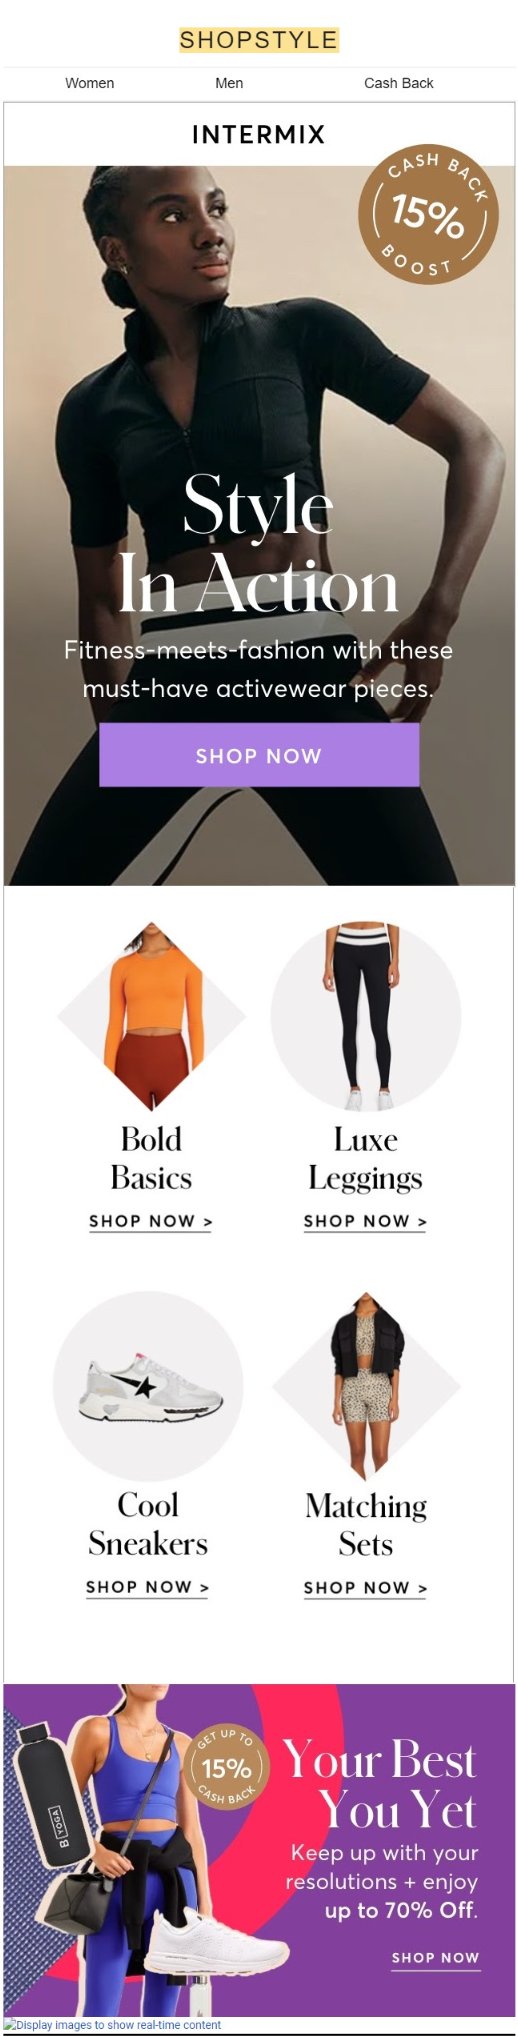 SHOPSTYLE
Women Men Cash Back
INTERMIX
CASH BACK
15%
BOOST
Style
In Action
Fitness-meets-fashion with these
must-have activewear pieces.
SHOP NOW
Bold
Basics
SHOP NOW >
Luxe
Leggings
SHOP NOW >
Cool
Sneakers
SHOP NOW >
Matching
Sets
SHOP NOW >
B YOGA
GET UP TO
15%
CASH BACK
Your Best
You Yet
Keep up with your
resolutions + enjoy
up to 70% Off.
SHOP NOW
Display images to show real-time content